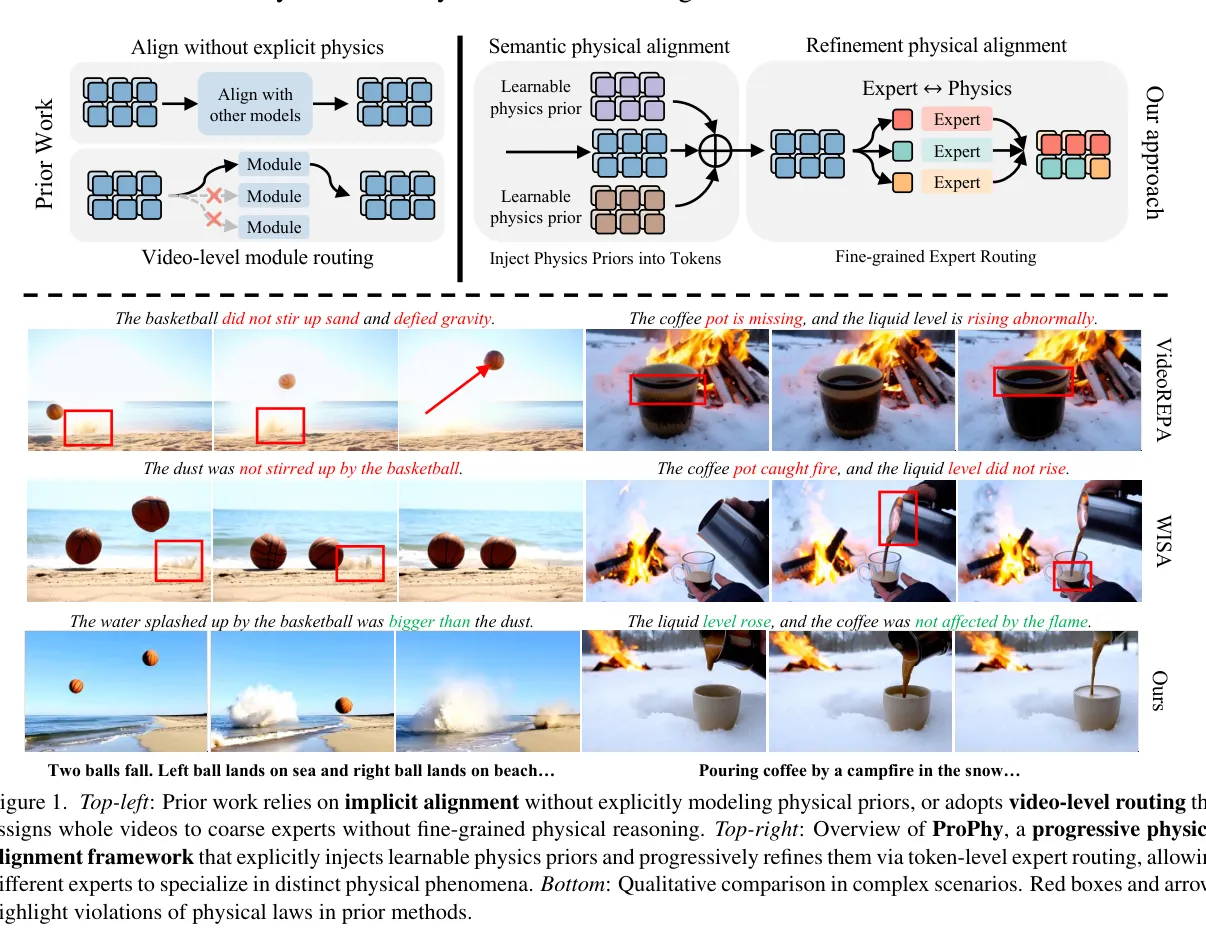 Align without explicit physics
Semantic physical alignment
Refinement physical alignment
Prior Work
Align with
other models
Module
Module
Module
Video-level module routing
Learnable
physics prior
Learnable
physics prior
Inject Physics Priors into Tokens
Expert ↔ Physics
Expert
Expert
Expert
Fine-grained Expert Routing
Our approach
The basketball did not stir up sand and defied gravity.
The coffee pot is missing, and the liquid level is rising abnormally.
VideoREPA
The dust was not stirred up by the basketball.
The coffee pot caught fire, and the liquid level did not rise.
WISA
The water splashed up by the basketball was bigger than the dust.
The liquid level rose, and the coffee was not affected by the flame.
Ours
Two balls fall. Left ball lands on sea and right ball lands on beach…
Pouring coffee by a campfire in the snow…
igure 1. Top-left: Prior work relies on implicit alignment without explicitly modeling physical priors, or adopts video-level routing th
ssigns whole videos to coarse experts without fine-grained physical reasoning. Top-right: Overview of ProPhy, a progressive physic
lignment framework that explicitly injects learnable physics priors and progressively refines them via token-level expert routing, allowin
ifferent experts to specialize in distinct physical phenomena. Bottom: Qualitative comparison in complex scenarios. Red boxes and arrow
ighlight violations of physical laws in prior methods.